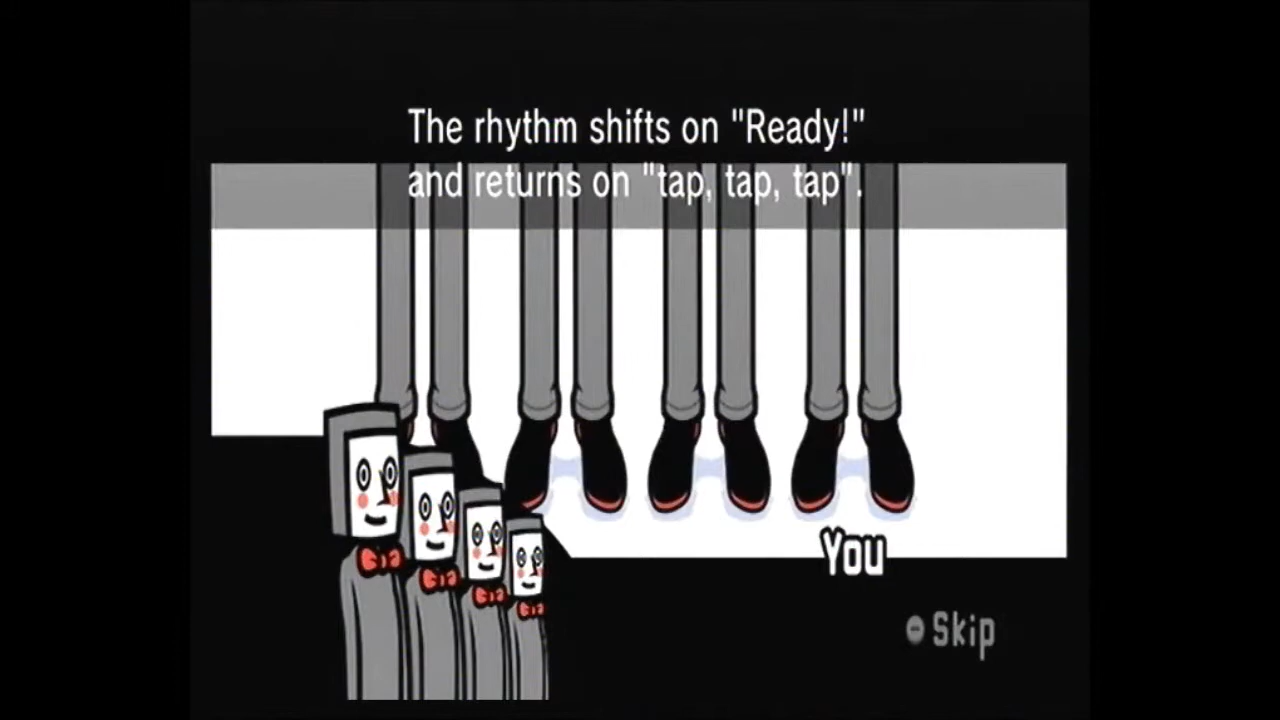 The rhythm shifts on "Ready!"
and returns on "tap, tap, tap".
You
Skip